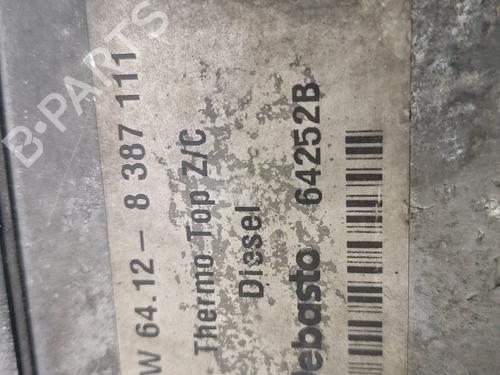 W 64.12 - 8 387 111
Thermo Top Z/C
Diesel
ebasto 64252B
B-PARTS